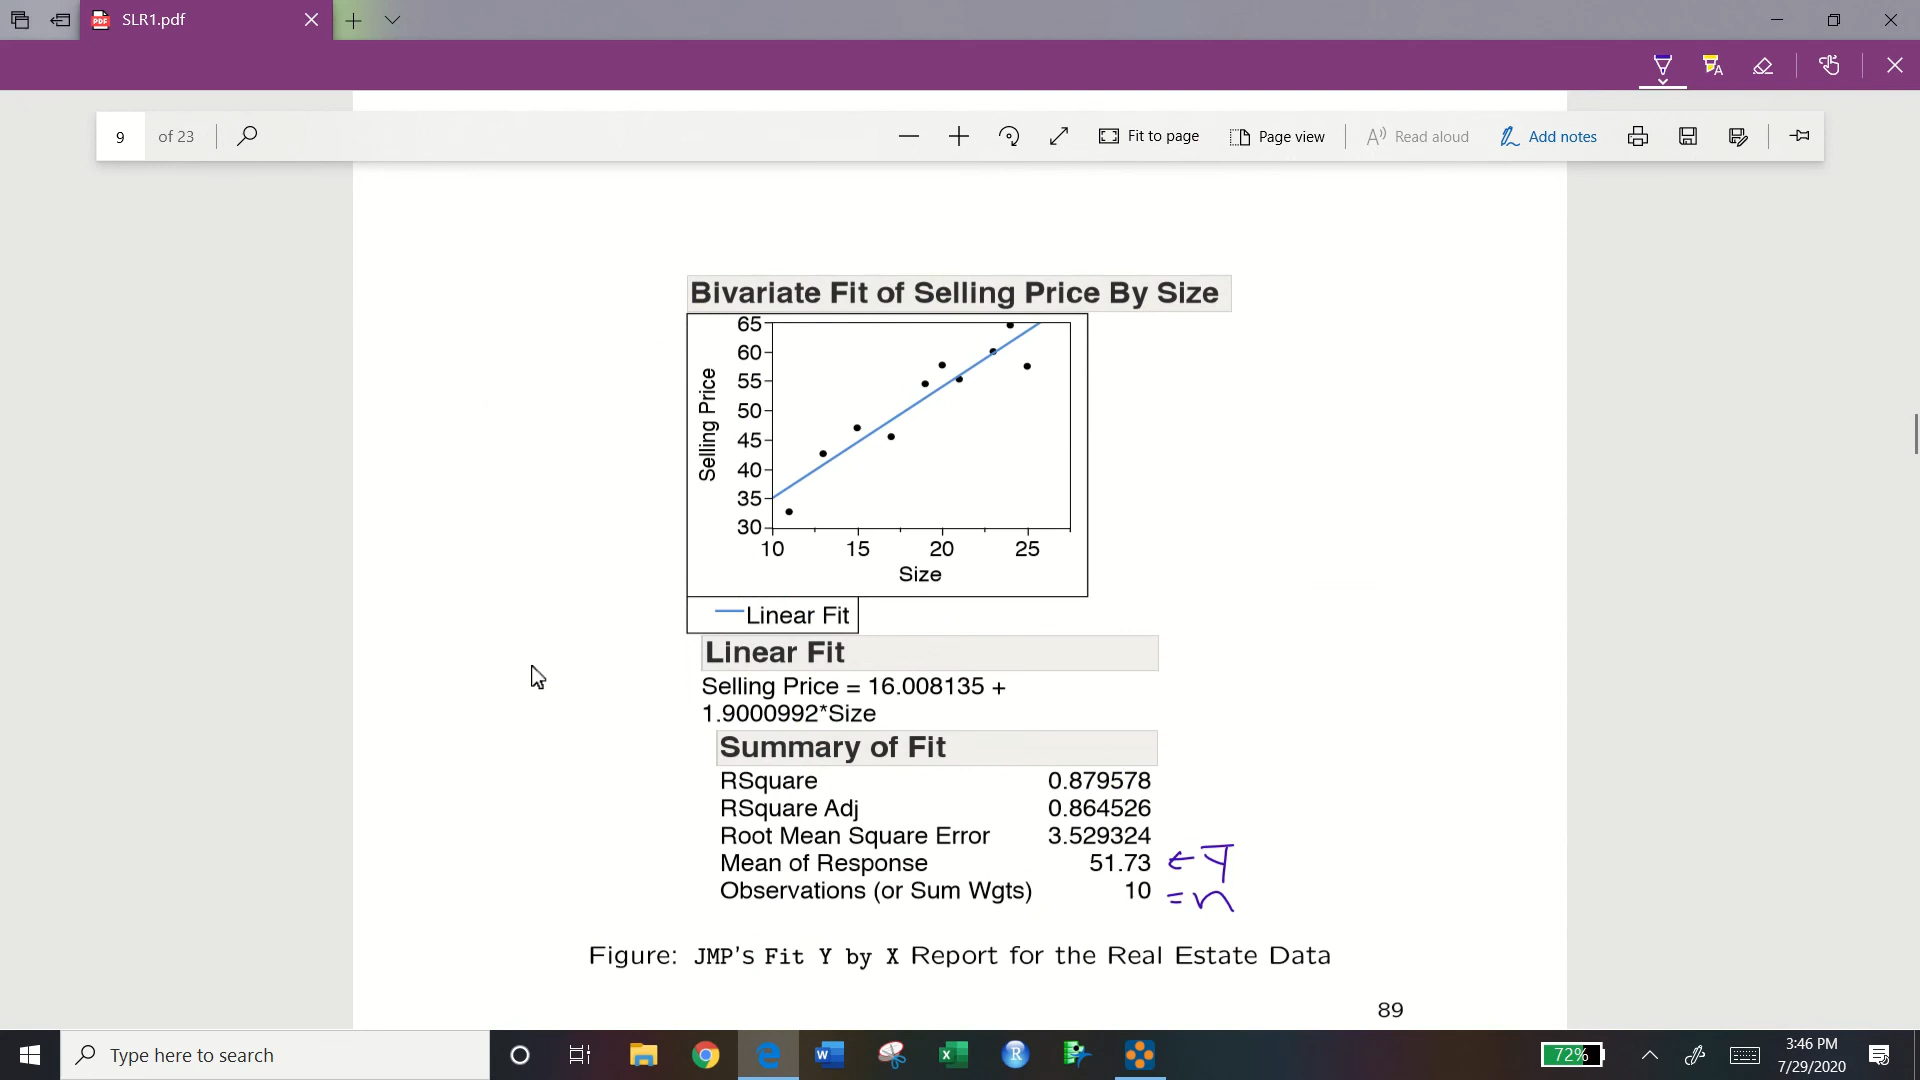 SLR1.pdf
9 of 23
Fit to page
Page view
Read aloud
Add notes
Bivariate Fit of Selling Price By Size
65
60
55
50
45
40
35
30
Selling Price
10 15 20 25
Size
Linear Fit
Linear Fit
Selling Price = 16.008135 +
1.9000992*Size
Summary of Fit
RSquare 0.879578
RSquare Adj 0.864526
Root Mean Square Error 3.529324
Mean of Response 51.73 ← ȳ
Observations (or Sum Wgts) 10 = n
Figure: JMP's Fit Y by X Report for the Real Estate Data
89
Type here to search
72%
3:46 PM
7/29/2020